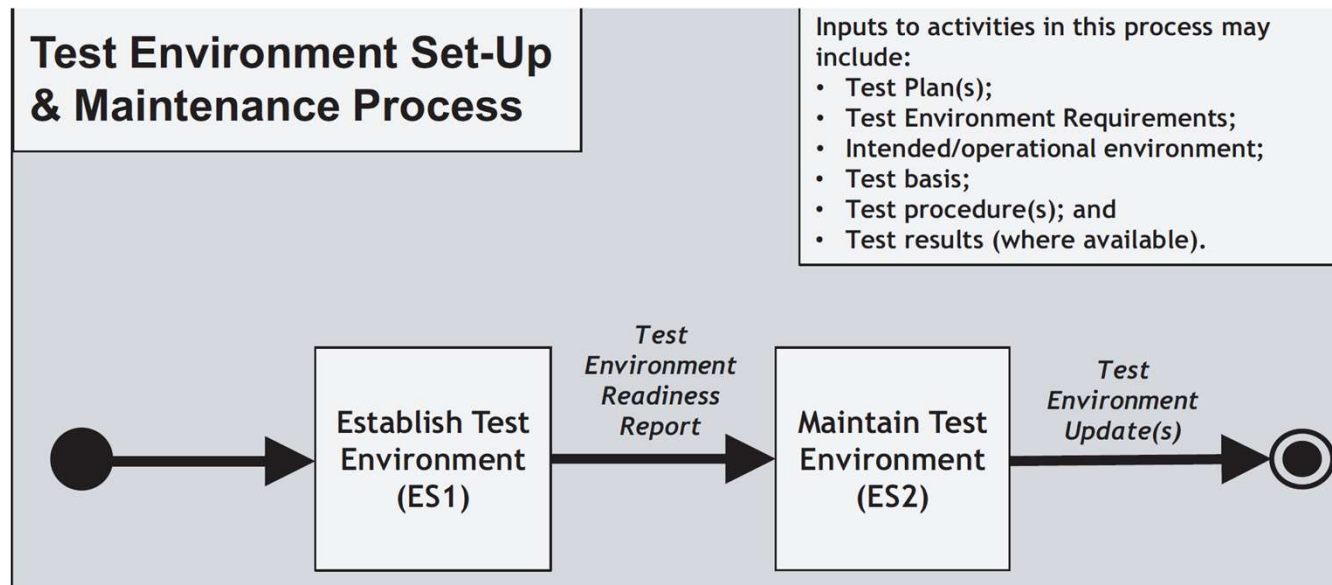 Test Environment Set-Up
& Maintenance Process
Inputs to activities in this process may
include:
• Test Plan(s);
• Test Environment Requirements;
• Intended/operational environment;
• Test basis;
• Test procedure(s); and
• Test results (where available).
Establish Test
Environment
(ES1)
Test
Environment
Readiness
Report
Maintain Test
Environment
(ES2)
Test
Environment
Update(s)